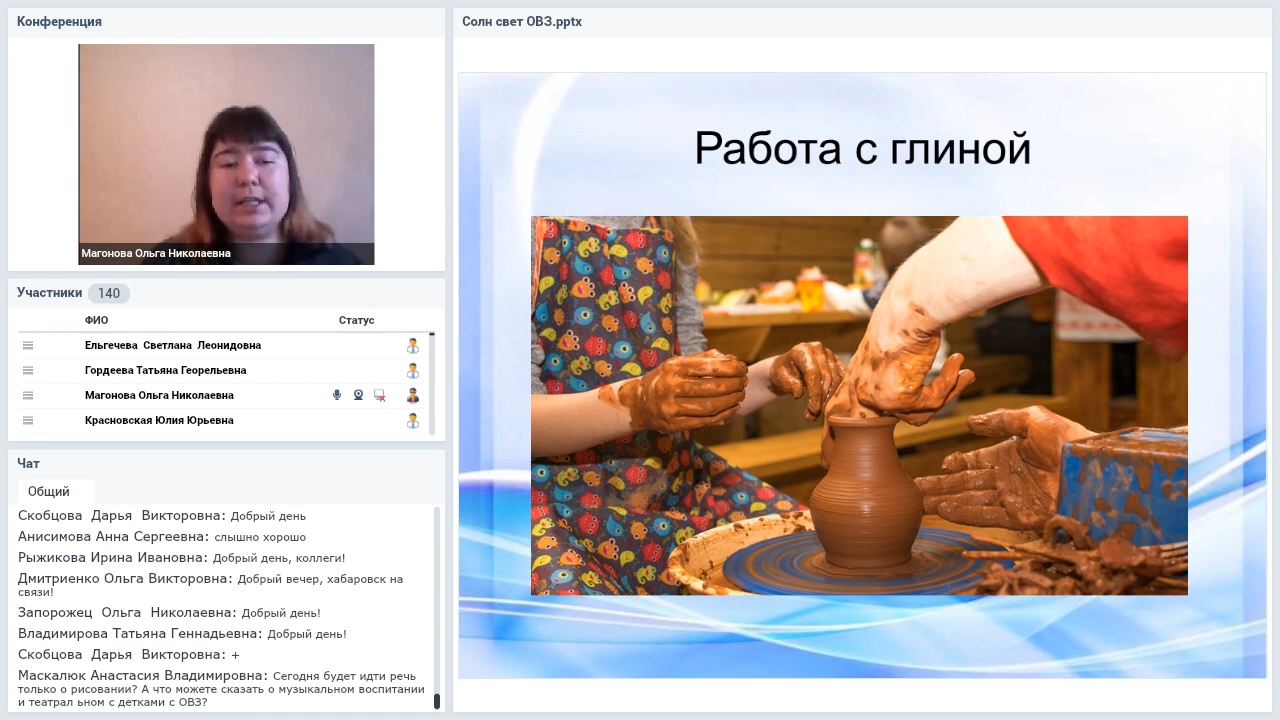 Конференция
Магонова Ольга Николаевна
Участники 140
ФИО Статус
Ельгечева Светлана Леонидовна
Гордеева Татьяна Георельевна
Магонова Ольга Николаевна
Красновская Юлия Юрьевна
Чат
Общий
Скобцова Дарья Викторовна: Добрый день
Анисимова Анна Сергеевна: слышно хорошо
Рыжикова Ирина Ивановна: Добрый день, коллеги!
Дмитриенко Ольга Викторовна: Добрый вечер, хабаровск на
связи!
Запорожец Ольга Николаевна: Добрый день!
Владимирова Татьяна Геннадьевна: Добрый день!
Скобцова Дарья Викторовна: +
Маскалюк Анастасия Владимировна: Сегодня будет идти речь
только о рисовании? А что можете сказать о музыкальном воспитании
и театрал ьном с детками с ОВЗ?
Солн свет ОВЗ.pptx
Работа с глиной